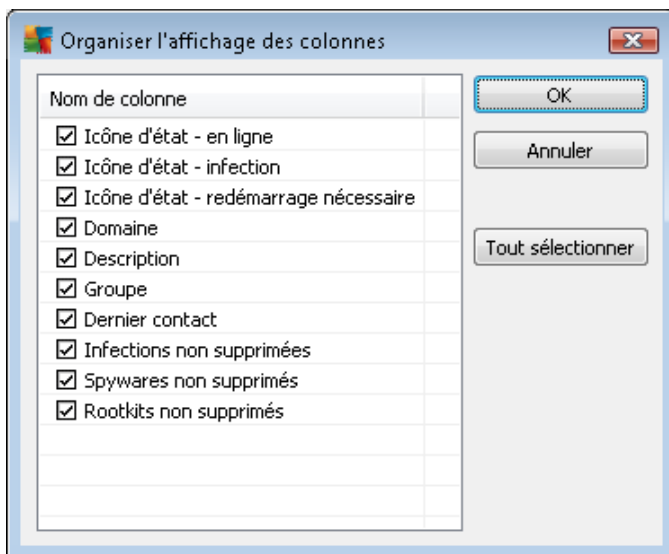 Organiser l'affichage des colonnes
Nom de colonne
Icône d'état - en ligne
Icône d'état - infection
Icône d'état - redémarrage nécessaire
Domaine
Description
Groupe
Dernier contact
Infections non supprimées
Spywares non supprimés
Rootkits non supprimés
OK
Annuler
Tout sélectionner